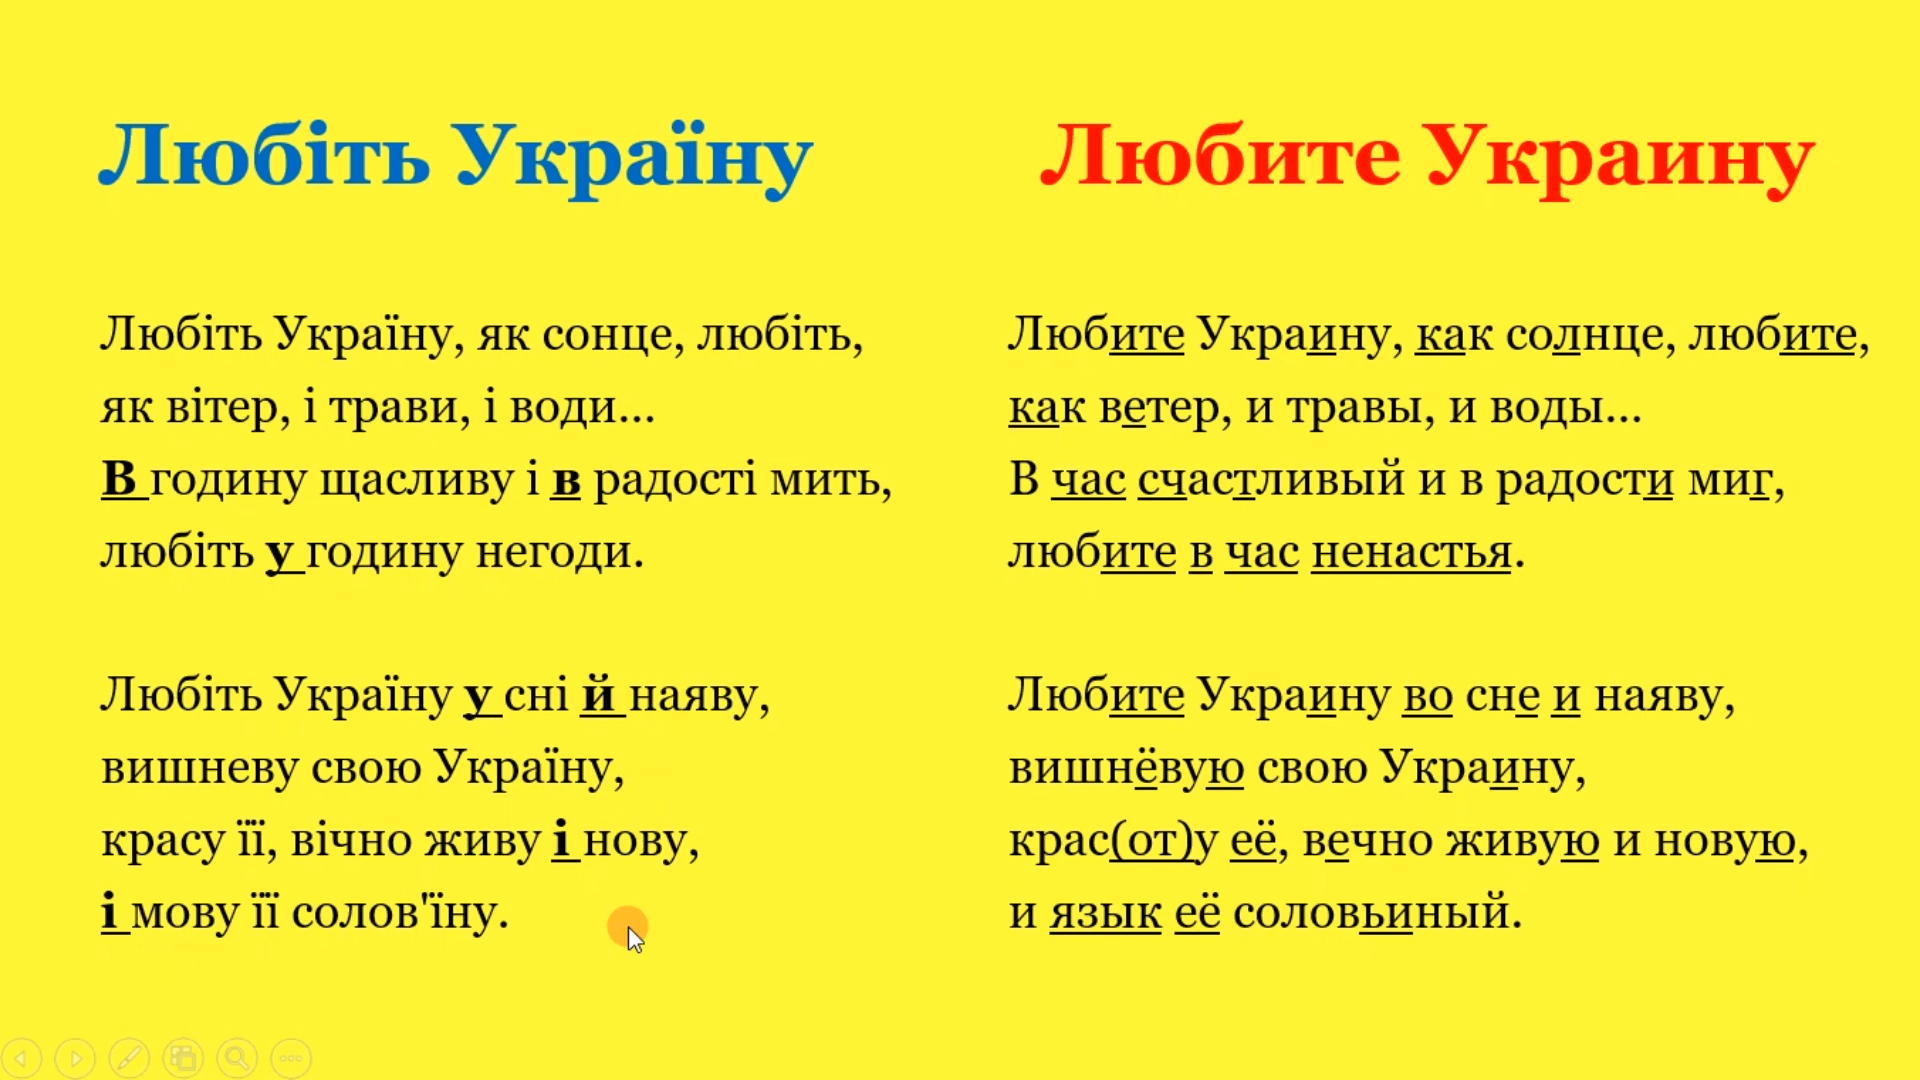 Любіть Україну
Любіть Україну, як сонце, любіть,
як вітер, і трави, і води...
В годину щасливу і в радості мить,
любіть у годину негоди.
Любіть Україну у сні й наяву,
вишневу свою Україну,
красу її, вічно живу і нову,
і мову її солов'їну.
Любите Украину
Любите Украину, как солнце, любите,
как ветер, и травы, и воды...
В час счастливый и в радости миг,
любите в час ненастья.
Любите Украину во сне и наяву,
вишнёвую свою Украину,
крас(от)у её, вечно живую и новую,
и язык её соловьиный.